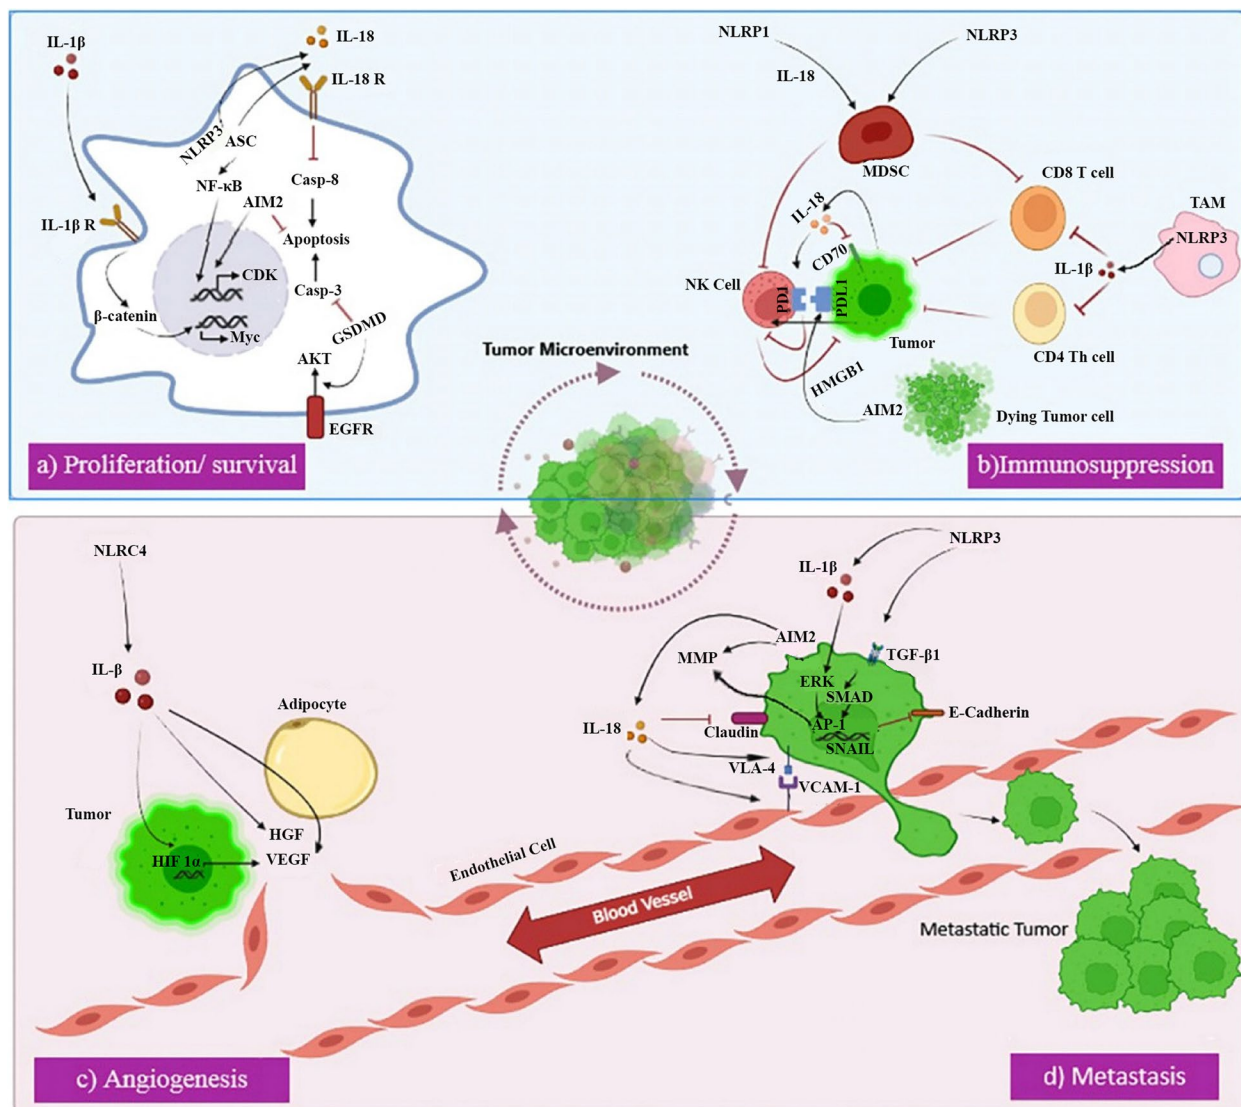 IL-1β
IL-18
IL-18 R
NLRP3
ASC
Casp-8
NF-κB
AIM2
IL-1β R
Apoptosis
CDK
Casp-3
β-catenin
Myc
GSDMD
AKT
EGFR
a) Proliferation/ survival
NLRP1
NLRP3
IL-18
MDSC
CD8 T cell
IL-18
TAM
NLRP3
CD70
IL-1β
NK Cell
PD1
PDL1
Tumor
CD4 Th cell
HMGB1
AIM2
Dying Tumor cell
b)Immunosuppression
Tumor Microenvironment
NLRC4
IL-β
Adipocyte
Tumor
HGF
HIF 1α
VEGF
c) Angiogenesis
NLRP3
IL-1β
AIM2
TGF-β1
MMP
ERK
SMAD
IL-18
Claudin
AP-1
E-Cadherin
SNAIL
VLA-4
VCAM-1
Endothelial Cell
Blood Vessel
Metastatic Tumor
d) Metastasis